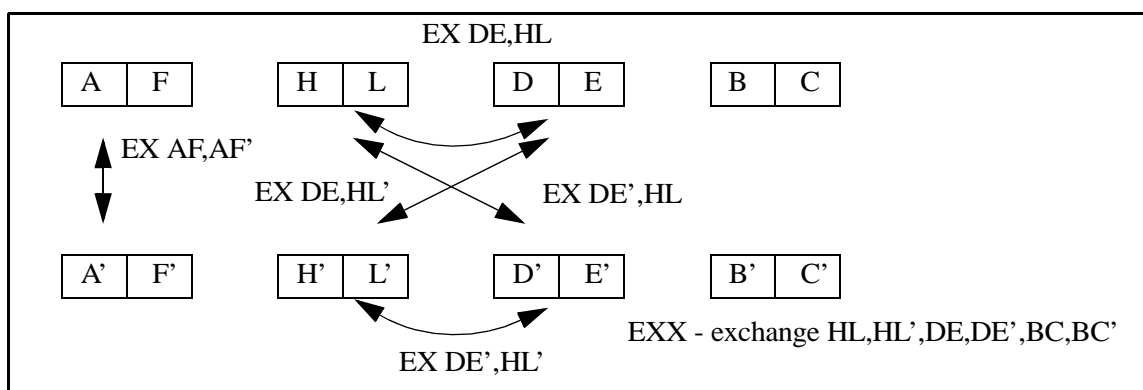 EX DE,HL
A F H L D E B C
EX AF,AF’
EX DE,HL’ EX DE’,HL
A’ F’ H’ L’ D’ E’ B’ C’
EXX - exchange HL,HL’,DE,DE’,BC,BC’
EX DE’,HL’